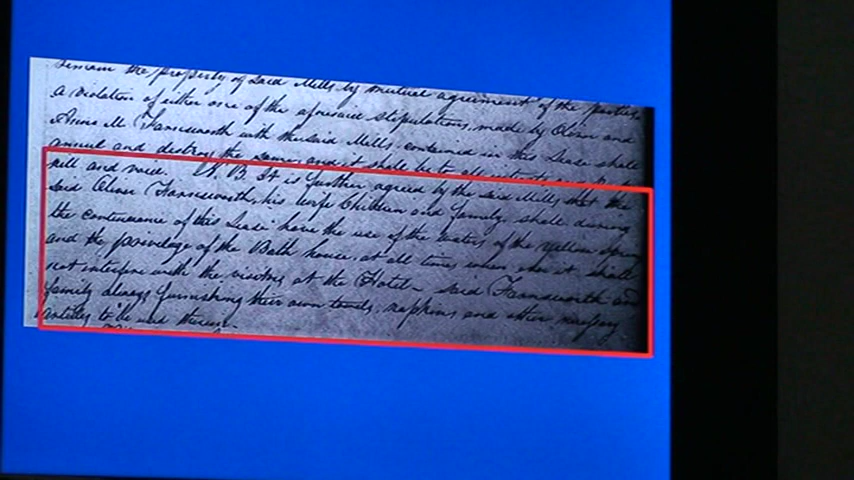 remain the property of said Mills, by mutual agreement of the parties
a violation of either one of the aforesaid stipulations, made by Oliver and
Anne M. Farnsworth with the said Mills, contained in this Lease shall
annul and destroy the same, and it shall be to all intents
null and void. N. B. It is further agreed by the said Mills, that the
said Oliver Farnsworth, his wife Children and family, shall during
the continuance of this Lease have the use of the waters of the yellow Spring
and the privilege of the Bath house, at all times when it shall
not interfere with the visitors at the Hotel - said Farnsworth and
family always furnishing their own towels, napkins and other necessary
articles to be used therein.